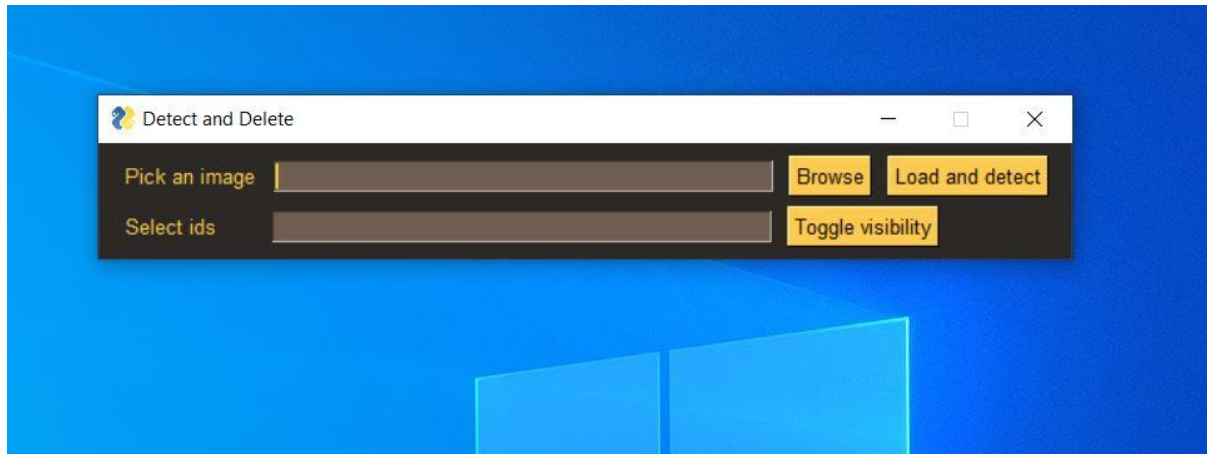 Detect and Delete
Pick an image Browse Load and detect
Select ids Toggle visibility